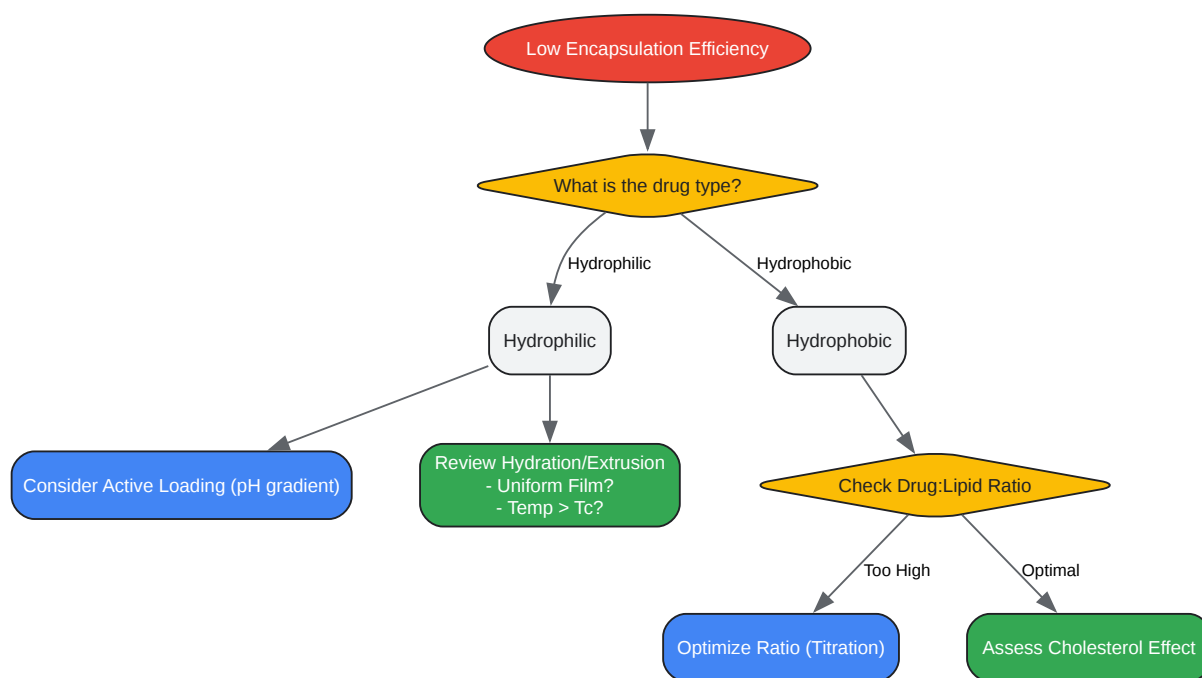 Low Encapsulation Efficiency
What is the drug type?
Hydrophilic
Hydrophobic
Hydrophilic
Hydrophobic
Consider Active Loading (pH gradient)
Review Hydration/Extrusion
- Uniform Film?
- Temp > Tc?
Check Drug:Lipid Ratio
Too High
Optimal
Optimize Ratio (Titration)
Assess Cholesterol Effect